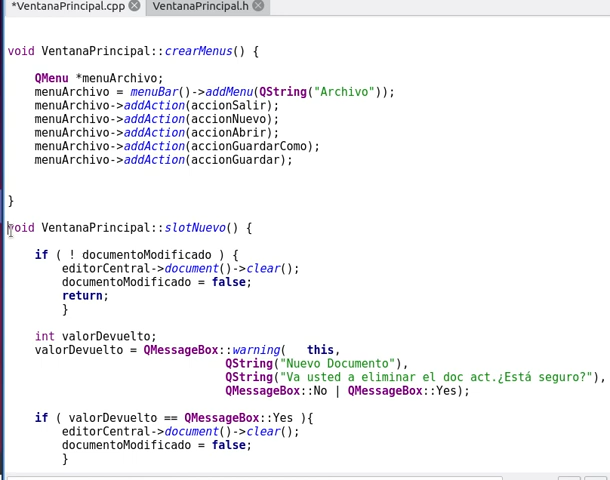 *VentanaPrincipal.cpp VentanaPrincipal.h
void VentanaPrincipal::crearMenus() {
QMenu *menuArchivo;
menuArchivo = menuBar()->addMenu(QString("Archivo"));
menuArchivo->addAction(accionSalir);
menuArchivo->addAction(accionNuevo);
menuArchivo->addAction(accionAbrir);
menuArchivo->addAction(accionGuardarComo);
menuArchivo->addAction(accionGuardar);
}
void VentanaPrincipal::slotNuevo() {
if ( ! documentoModificado ) {
editorCentral->document()->clear();
documentoModificado = false;
return;
}
int valorDevuelto;
valorDevuelto = QMessageBox::warning( this,
QString("Nuevo Documento"),
QString("Va usted a eliminar el doc act.¿Está seguro?"),
QMessageBox::No | QMessageBox::Yes);
if ( valorDevuelto == QMessageBox::Yes ){
editorCentral->document()->clear();
documentoModificado = false;
}